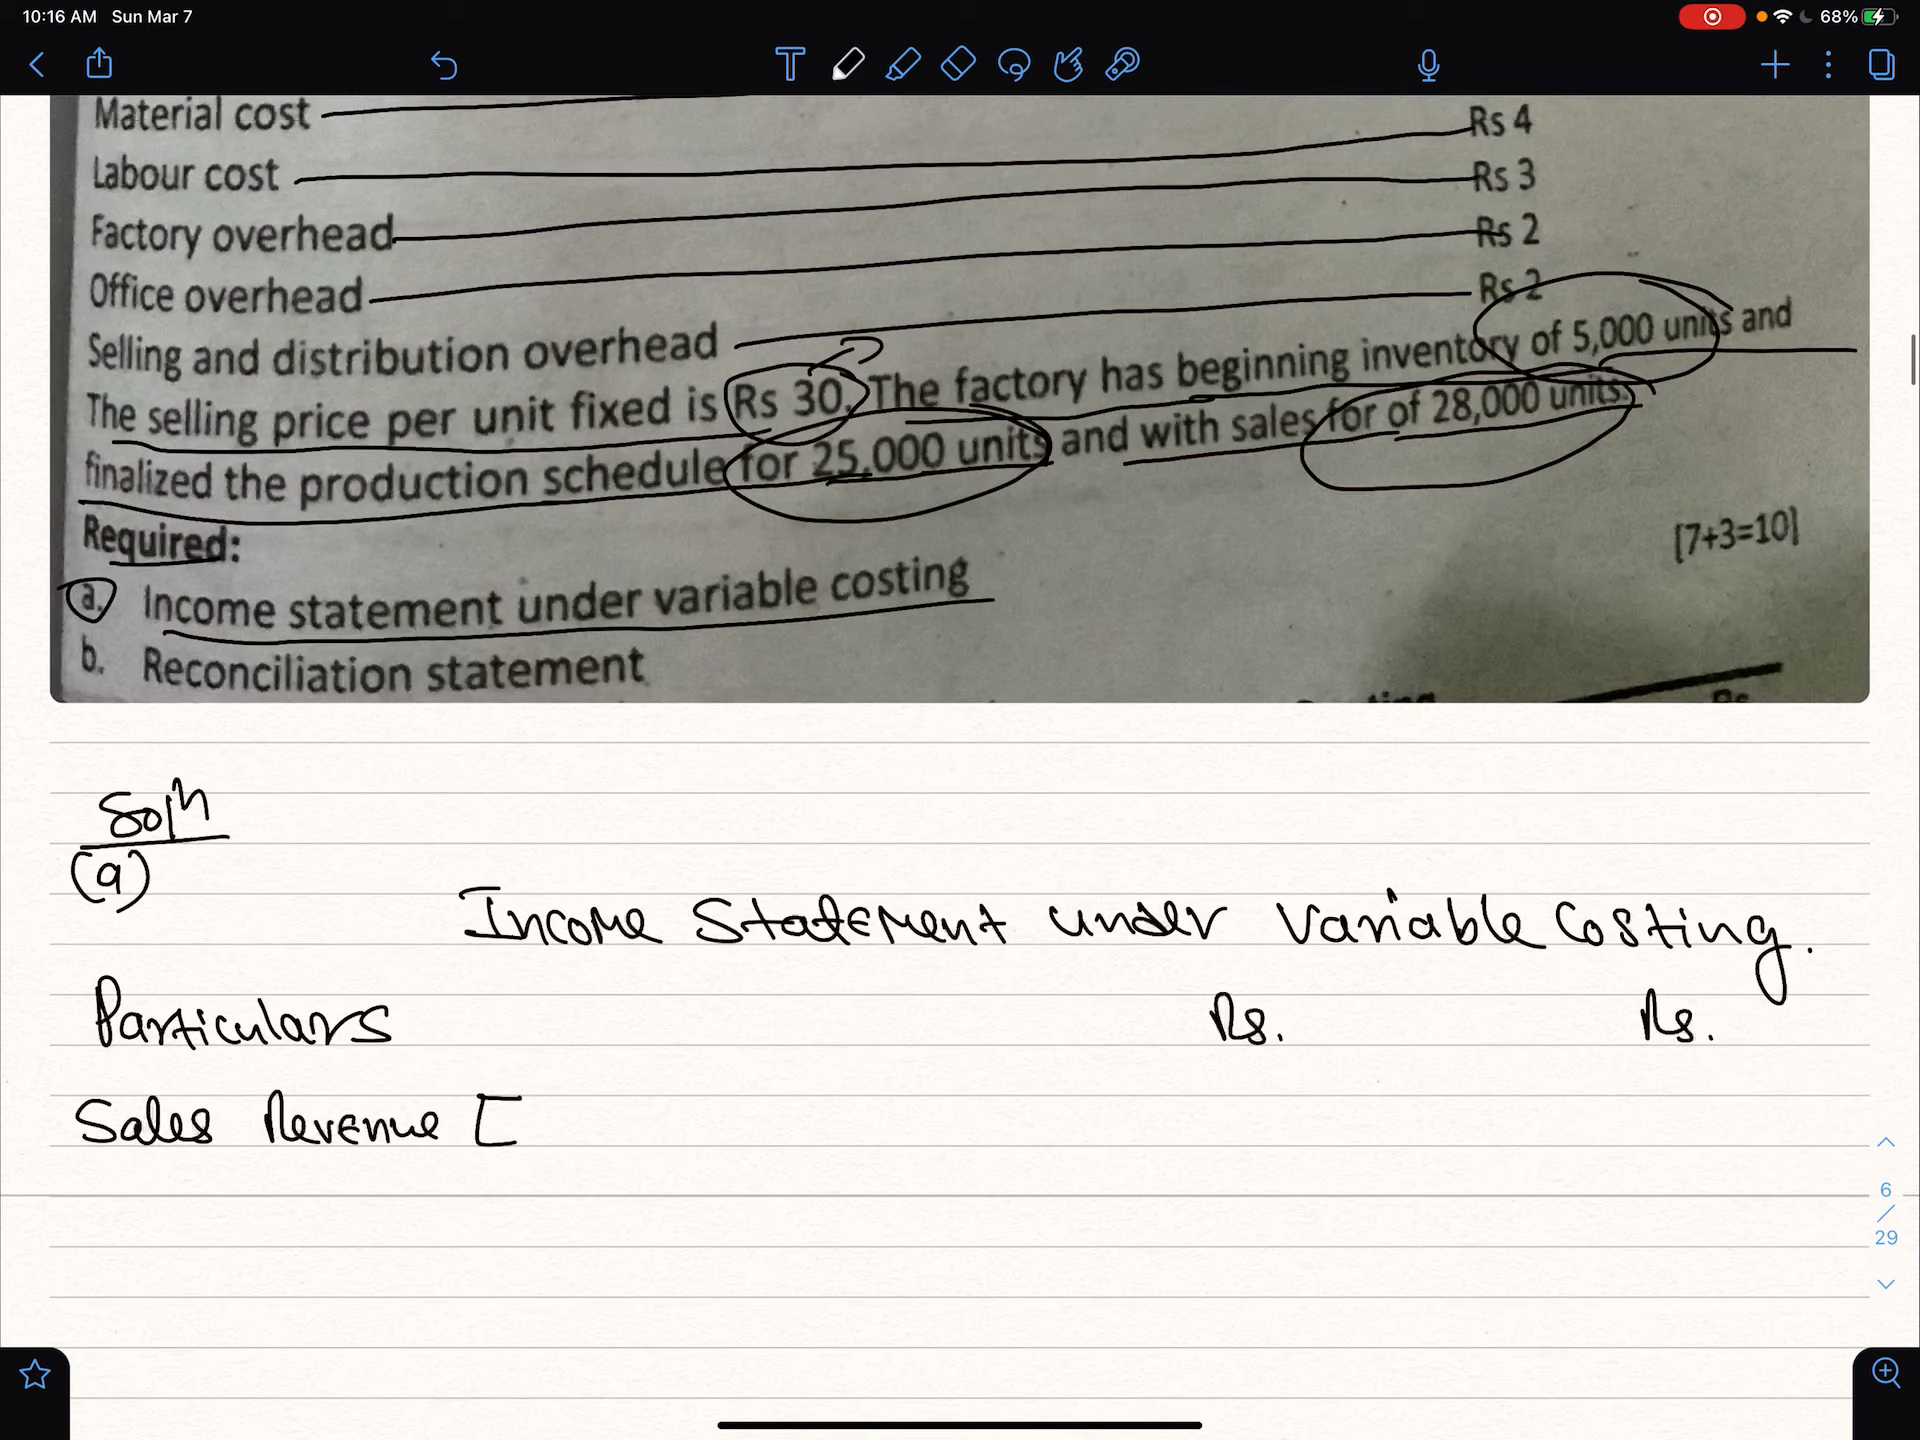 10:16 AM Sun Mar 7
68%
Material cost
Rs 4
Labour cost
Rs 3
Factory overhead
Rs 2
Office overhead
Rs 2
Selling and distribution overhead
The selling price per unit fixed is Rs 30. The factory has beginning inventory of 5,000 units and
finalized the production schedule for 25,000 units and with sales for of 28,000 units.
Required:
[7+3=10]
a. Income statement under variable costing
b. Reconciliation statement
Soln
(a)
Income Statement under Variable Costing.
Particulars Rs. Rs.
Sales Revenue [
6
/
29